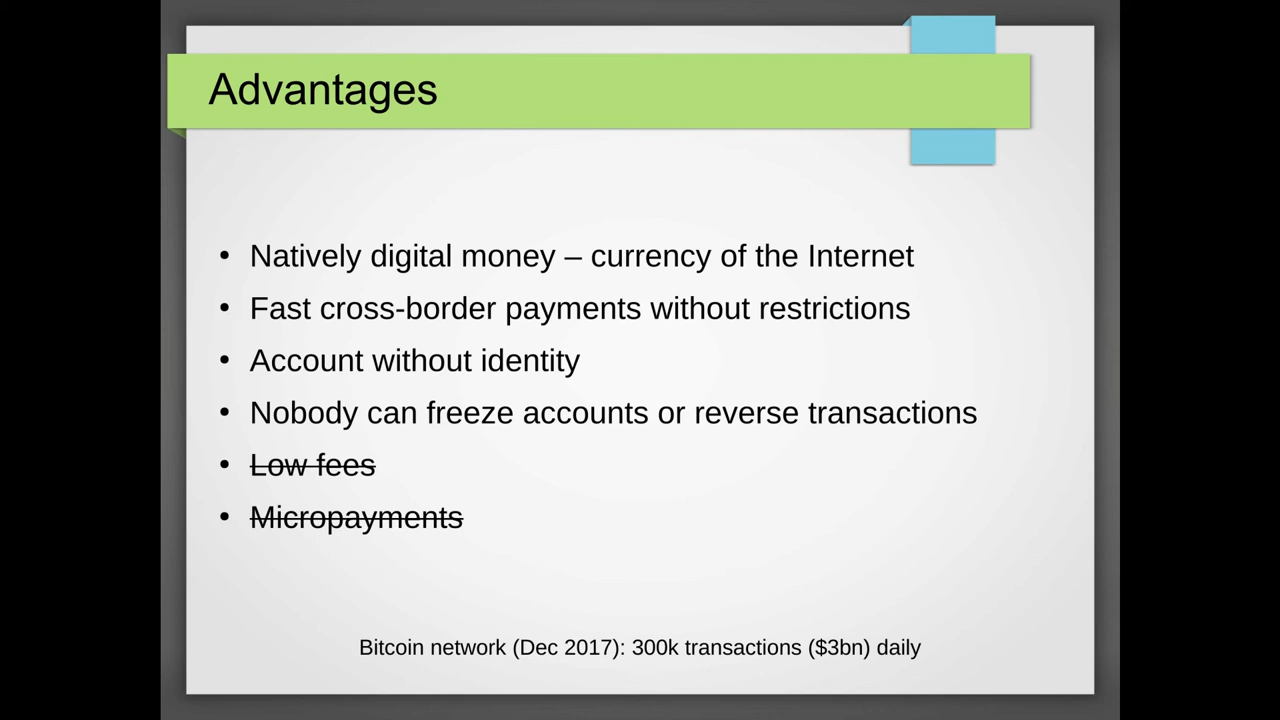 Advantages
• Natively digital money – currency of the Internet
• Fast cross-border payments without restrictions
• Account without identity
• Nobody can freeze accounts or reverse transactions
• Low fees
• Micropayments
Bitcoin network (Dec 2017): 300k transactions ($3bn) daily